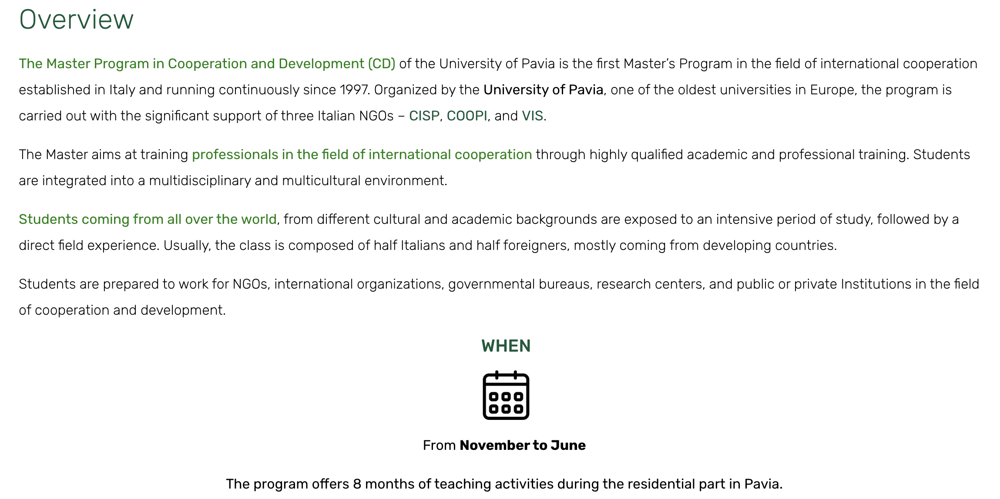 Overview
The Master Program in Cooperation and Development (CD) of the University of Pavia is the first Master’s Program in the field of international cooperation
established in Italy and running continuously since 1997. Organized by the University of Pavia, one of the oldest universities in Europe, the program is
carried out with the significant support of three Italian NGOs – CISP, COOPI, and VIS.
The Master aims at training professionals in the field of international cooperation through highly qualified academic and professional training. Students
are integrated into a multidisciplinary and multicultural environment.
Students coming from all over the world, from different cultural and academic backgrounds are exposed to an intensive period of study, followed by a
direct field experience. Usually, the class is composed of half Italians and half foreigners, mostly coming from developing countries.
Students are prepared to work for NGOs, international organizations, governmental bureaus, research centers, and public or private Institutions in the field
of cooperation and development.
WHEN
From November to June
The program offers 8 months of teaching activities during the residential part in Pavia.